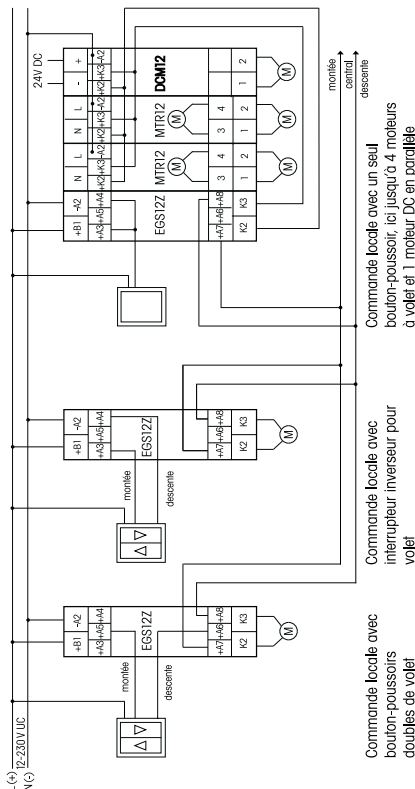 L (+)
N (-)
12-230 V UC
+B1 -A2
+A3+A5+A4
EGS12Z
+A7+A6+A8
K2 K3
M
montée
descente
Commande locale avec
bouton-poussoirs
doubles de volet
+B1 -A2
+A3+A5+A4
EGS12Z
+A7+A6+A8
K2 K3
M
montée
descente
Commande locale avec
interrupteur inverseur pour
volet
+B1 -A2
+A3+A5+A4
EGS12Z
+A7+A6+A8
K2 K3
N L
+K2+K3-A2
MTR12
M
1 2 3 4
N L
+K2+K3-A2
MTR12
M
1 2 3 4
24V DC
- +
+K2+K3-A2
DCM12
1 2
M
montée
central
descente
Commande locale avec un seul
bouton-poussoir, ici jusqu'à 4 moteurs
à volet et 1 moteur DC en parallèle